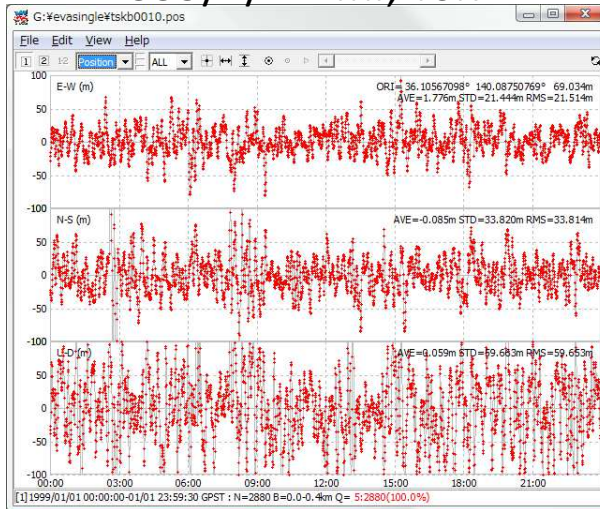 G:¥evasingle¥tskb0010.pos
File Edit View Help
1 2 1-2 Position ALL
100
E-W (m)
ORI= 36.10567098° 140.08750769° 69.034m
AVE=1.776m STD=21.444m RMS=21.514m
50
0
-50
-100
N-S (m)
AVE=-0.085m STD=33.820m RMS=33.814m
50
0
-50
-100
U-D (m)
AVE=0.059m STD=59.663m RMS=59.653m
50
0
-50
-100
00:00 03:00 06:00 09:00 12:00 15:00 18:00 21:00
[1]1999/01/01 00:00:00-01/01 23:59:30 GPST : N=2880 B=0.0-0.4km Q= 5:2880(100.0%)